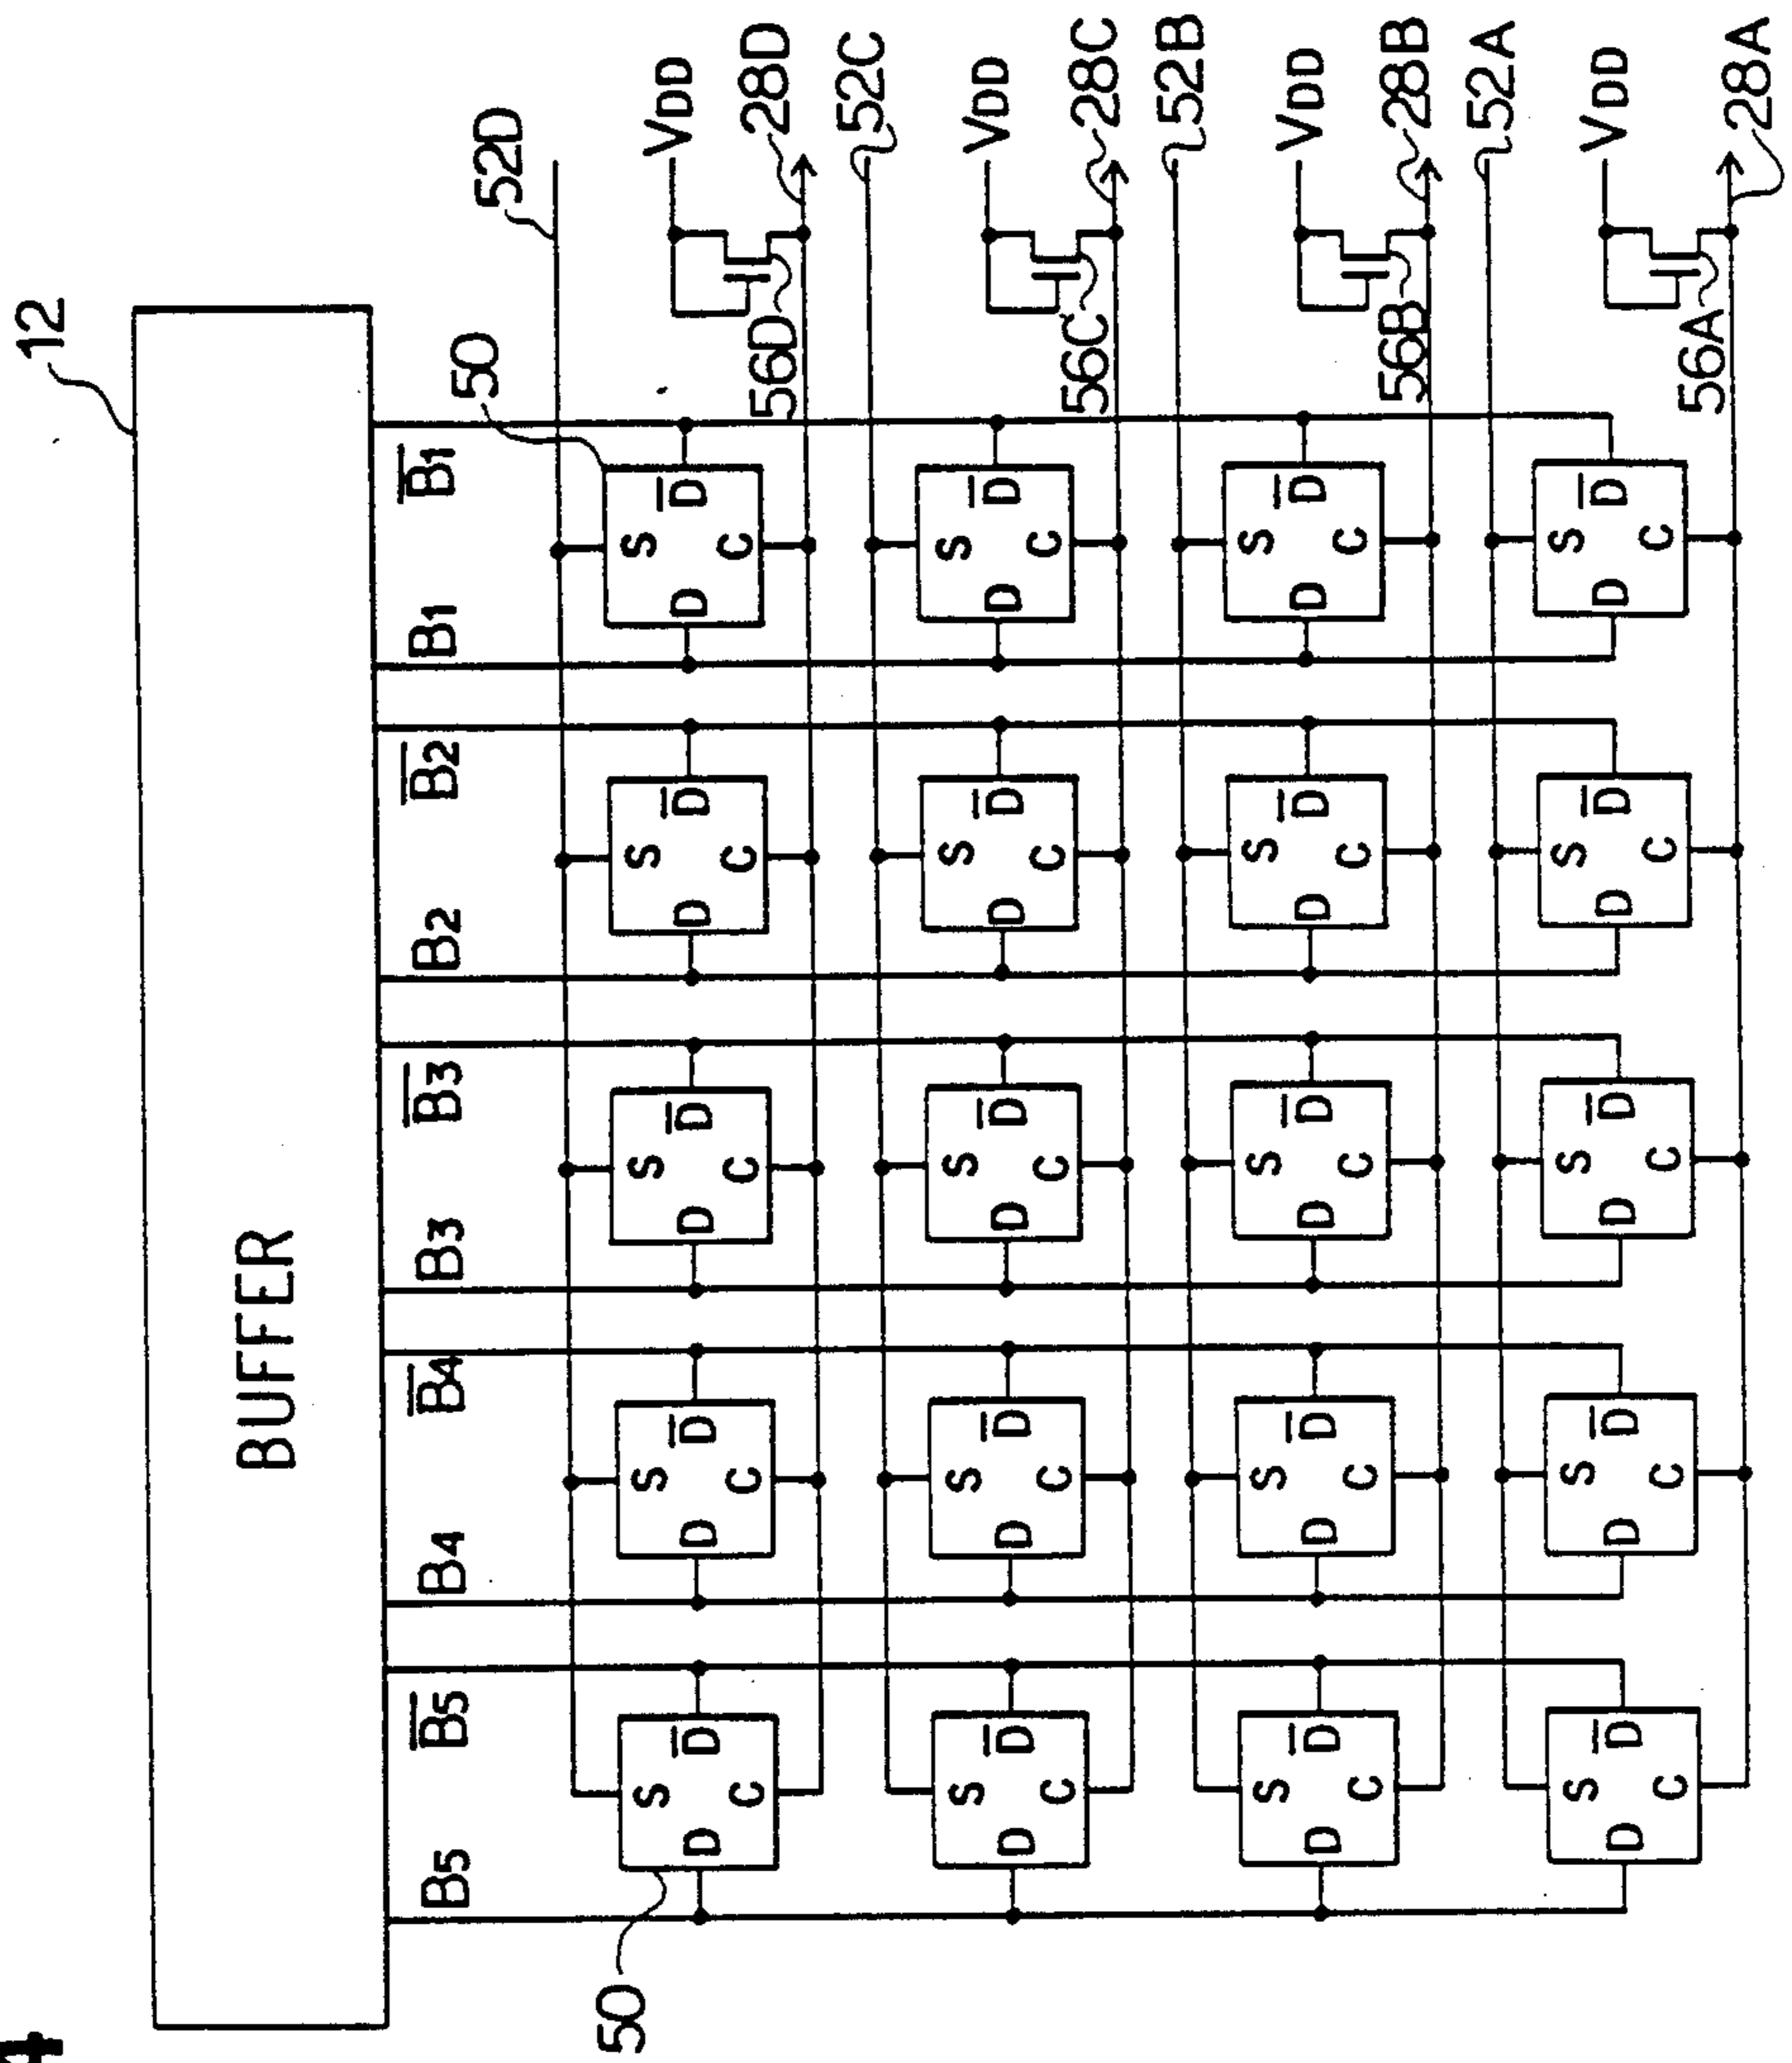 4
12
BUFFER
B5 B̅5 B4 B̅4 B3 B̅3 B2 B̅2 B1 B̅1
50
52D
50
S S S S S
VDD
D D̅ D D̅ D D̅ D D̅ D D̅
C C C C C
56D 28D
52C
S S S S S
VDD
D D̅ D D̅ D D̅ D D̅ D D̅
C C C C C
56C 28C
52B
S S S S S
VDD
D D̅ D D̅ D D̅ D D̅ D D̅
C C C C C
56B 28B
52A
S S S S S
VDD
D D̅ D D̅ D D̅ D D̅ D D̅
C C C C C
56A 28A